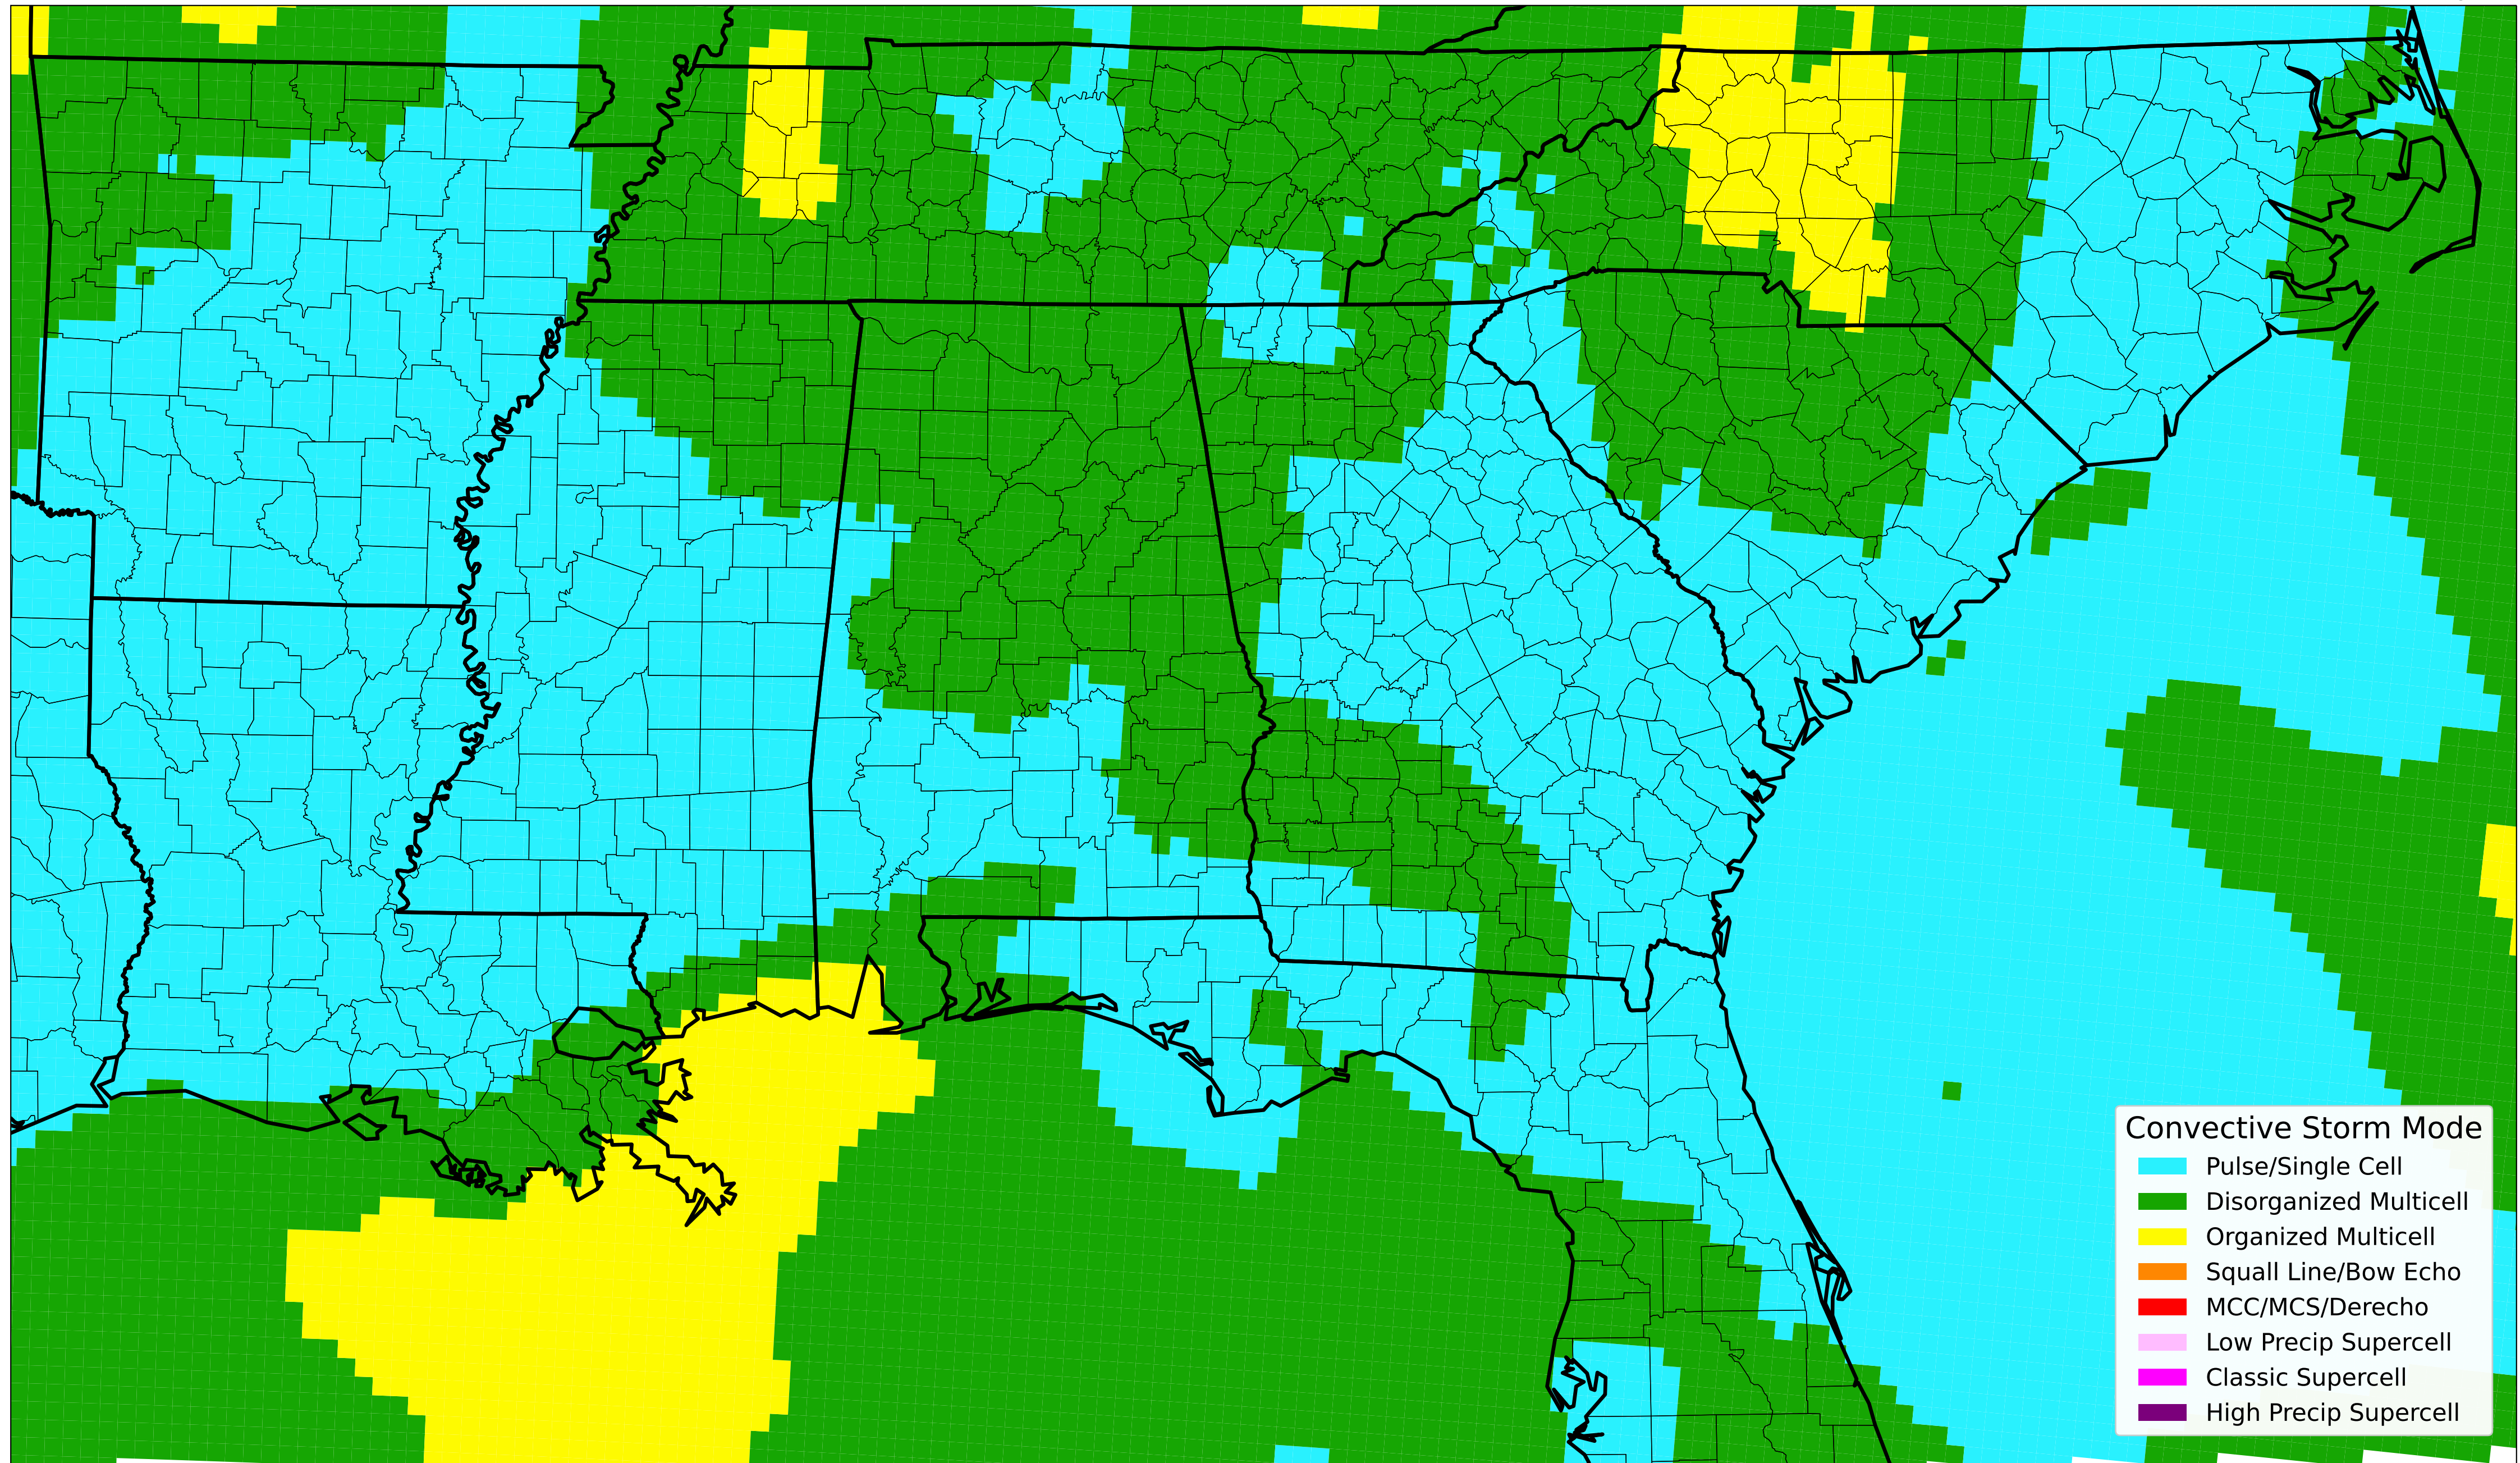 Convective Storm Mode
Pulse/Single Cell
Disorganized Multicell
Organized Multicell
Squall Line/Bow Echo
MCC/MCS/Derecho
Low Precip Supercell
Classic Supercell
High Precip Supercell